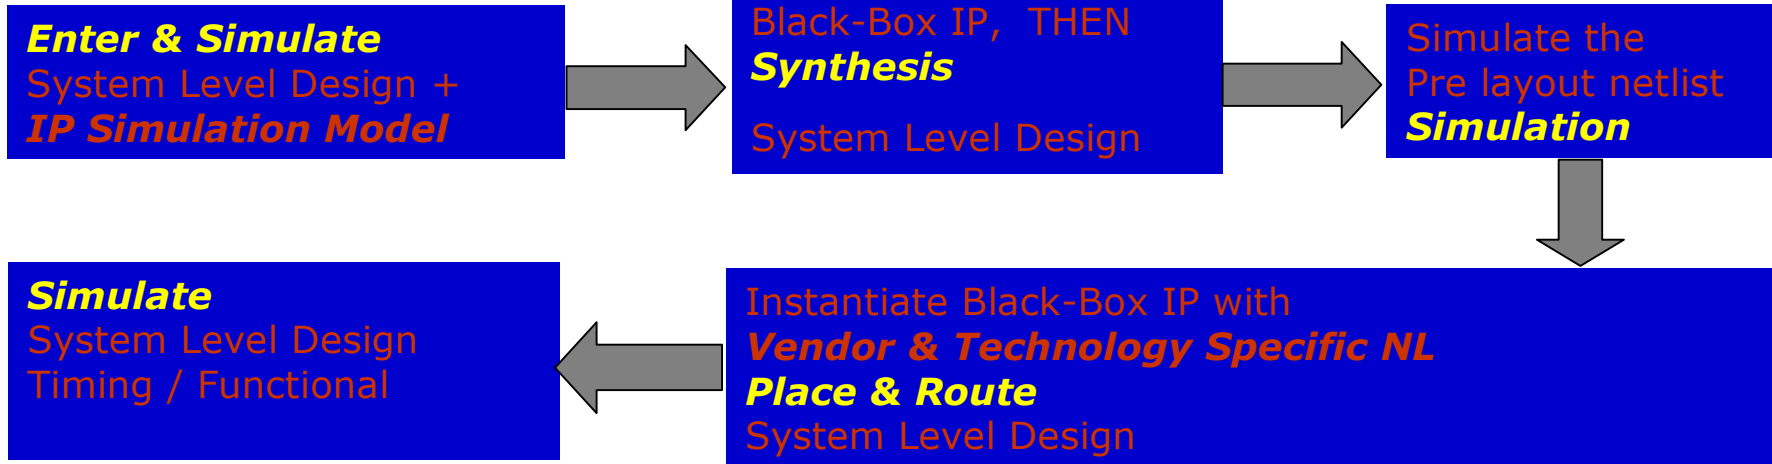 Enter & Simulate
System Level Design +
IP Simulation Model
Black-Box IP,  THEN
Synthesis
System Level Design
Simulate the
Pre layout netlist
Simulation
Instantiate Black-Box IP with
Vendor & Technology Specific NL
Place & Route
System Level Design
Simulate
System Level Design
Timing / Functional